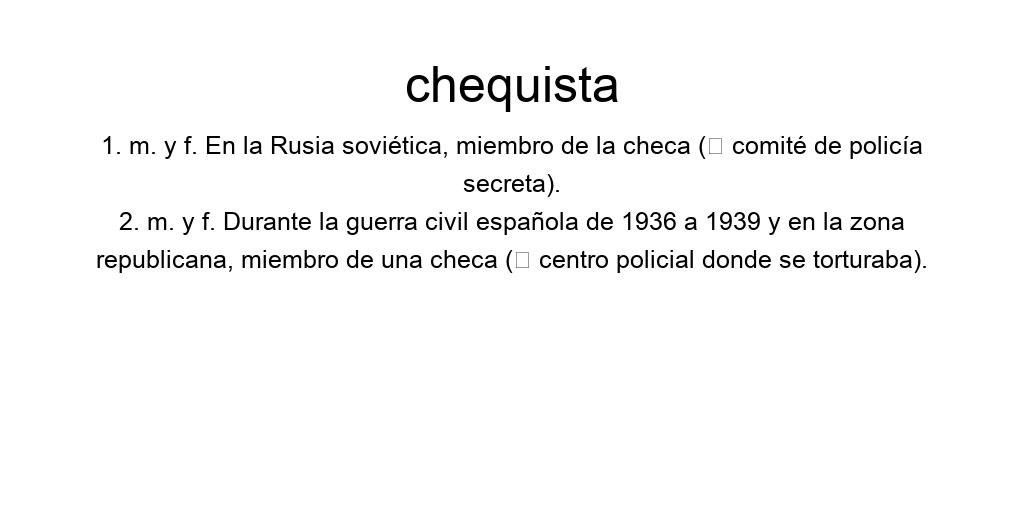 chequista
1. m. y f. En la Rusia soviética, miembro de la checa (□ comité de policía
secreta).
2. m. y f. Durante la guerra civil española de 1936 a 1939 y en la zona
republicana, miembro de una checa (□ centro policial donde se torturaba).